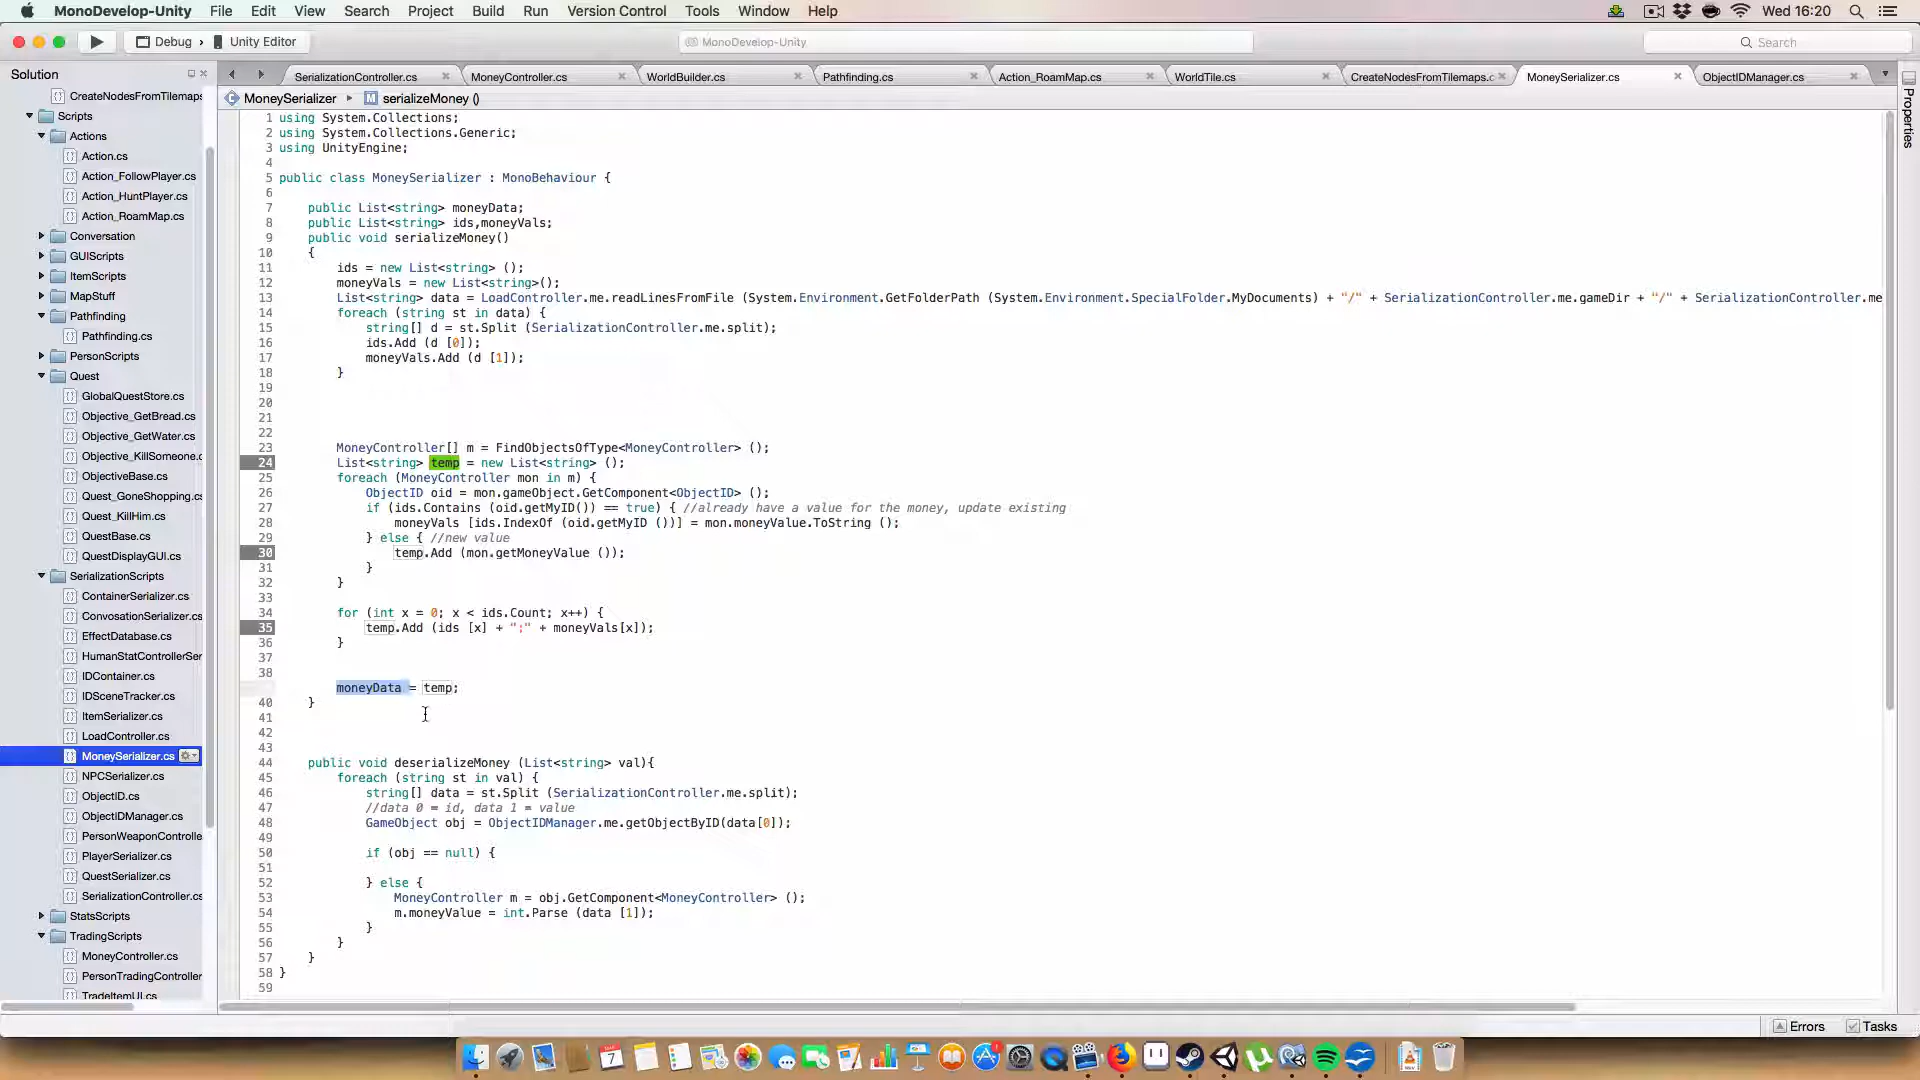 MonoDevelop-Unity File Edit View Search Project Build Run Version Control Tools Window Help Wed 16:20
Debug › Unity Editor MonoDevelop-Unity Search
Solution
SerializationController.cs MoneyController.cs WorldBuilder.cs Pathfinding.cs Action_RoamMap.cs WorldTile.cs CreateNodesFromTilemaps.c MoneySerializer.cs ObjectIDManager.cs
MoneySerializer serializeMoney ()
Properties
CreateNodesFromTilemaps
Scripts
Actions
Action.cs
Action_FollowPlayer.cs
Action_HuntPlayer.cs
Action_RoamMap.cs
Conversation
GUIScripts
ItemScripts
MapStuff
Pathfinding
Pathfinding.cs
PersonScripts
Quest
GlobalQuestStore.cs
Objective_GetBread.cs
Objective_GetWater.cs
Objective_KillSomeone.c
ObjectiveBase.cs
Quest_GoneShopping.cs
Quest_KillHim.cs
QuestBase.cs
QuestDisplayGUI.cs
SerializationScripts
ContainerSerializer.cs
ConvosationSerializer.cs
EffectDatabase.cs
HumanStatControllerSer
IDContainer.cs
IDSceneTracker.cs
ItemSerializer.cs
LoadController.cs
MoneySerializer.cs
NPCSerializer.cs
ObjectID.cs
ObjectIDManager.cs
PersonWeaponControlle
PlayerSerializer.cs
QuestSerializer.cs
SerializationController.cs
StatsScripts
TradingScripts
MoneyController.cs
PersonTradingController
TradeItemUI.cs
1 using System.Collections;
2 using System.Collections.Generic;
3 using UnityEngine;
4
5 public class MoneySerializer : MonoBehaviour {
6
7 public List<string> moneyData;
8 public List<string> ids,moneyVals;
9 public void serializeMoney()
10 {
11 ids = new List<string> ();
12 moneyVals = new List<string>();
13 List<string> data = LoadController.me.readLinesFromFile (System.Environment.GetFolderPath (System.Environment.SpecialFolder.MyDocuments) + "/" + SerializationController.me.gameDir + "/" + SerializationController.me
14 foreach (string st in data) {
15 string[] d = st.Split (SerializationController.me.split);
16 ids.Add (d [0]);
17 moneyVals.Add (d [1]);
18 }
19
20
21
22
23 MoneyController[] m = FindObjectsOfType<MoneyController> ();
24 List<string> temp = new List<string> ();
25 foreach (MoneyController mon in m) {
26 ObjectID oid = mon.gameObject.GetComponent<ObjectID> ();
27 if (ids.Contains (oid.getMyID()) == true) { //already have a value for the money, update existing
28 moneyVals [ids.IndexOf (oid.getMyID ())] = mon.moneyValue.ToString ();
29 } else { //new value
30 temp.Add (mon.getMoneyValue ());
31 }
32 }
33
34 for (int x = 0; x < ids.Count; x++) {
35 temp.Add (ids [x] + ";" + moneyVals[x]);
36 }
37
38
moneyData = temp;
40 }
41
42
43
44 public void deserializeMoney (List<string> val){
45 foreach (string st in val) {
46 string[] data = st.Split (SerializationController.me.split);
47 //data 0 = id, data 1 = value
48 GameObject obj = ObjectIDManager.me.getObjectByID(data[0]);
49
50 if (obj == null) {
51
52 } else {
53 MoneyController m = obj.GetComponent<MoneyController> ();
54 m.moneyValue = int.Parse (data [1]);
55 }
56 }
57 }
58 }
59
Errors Tasks
7